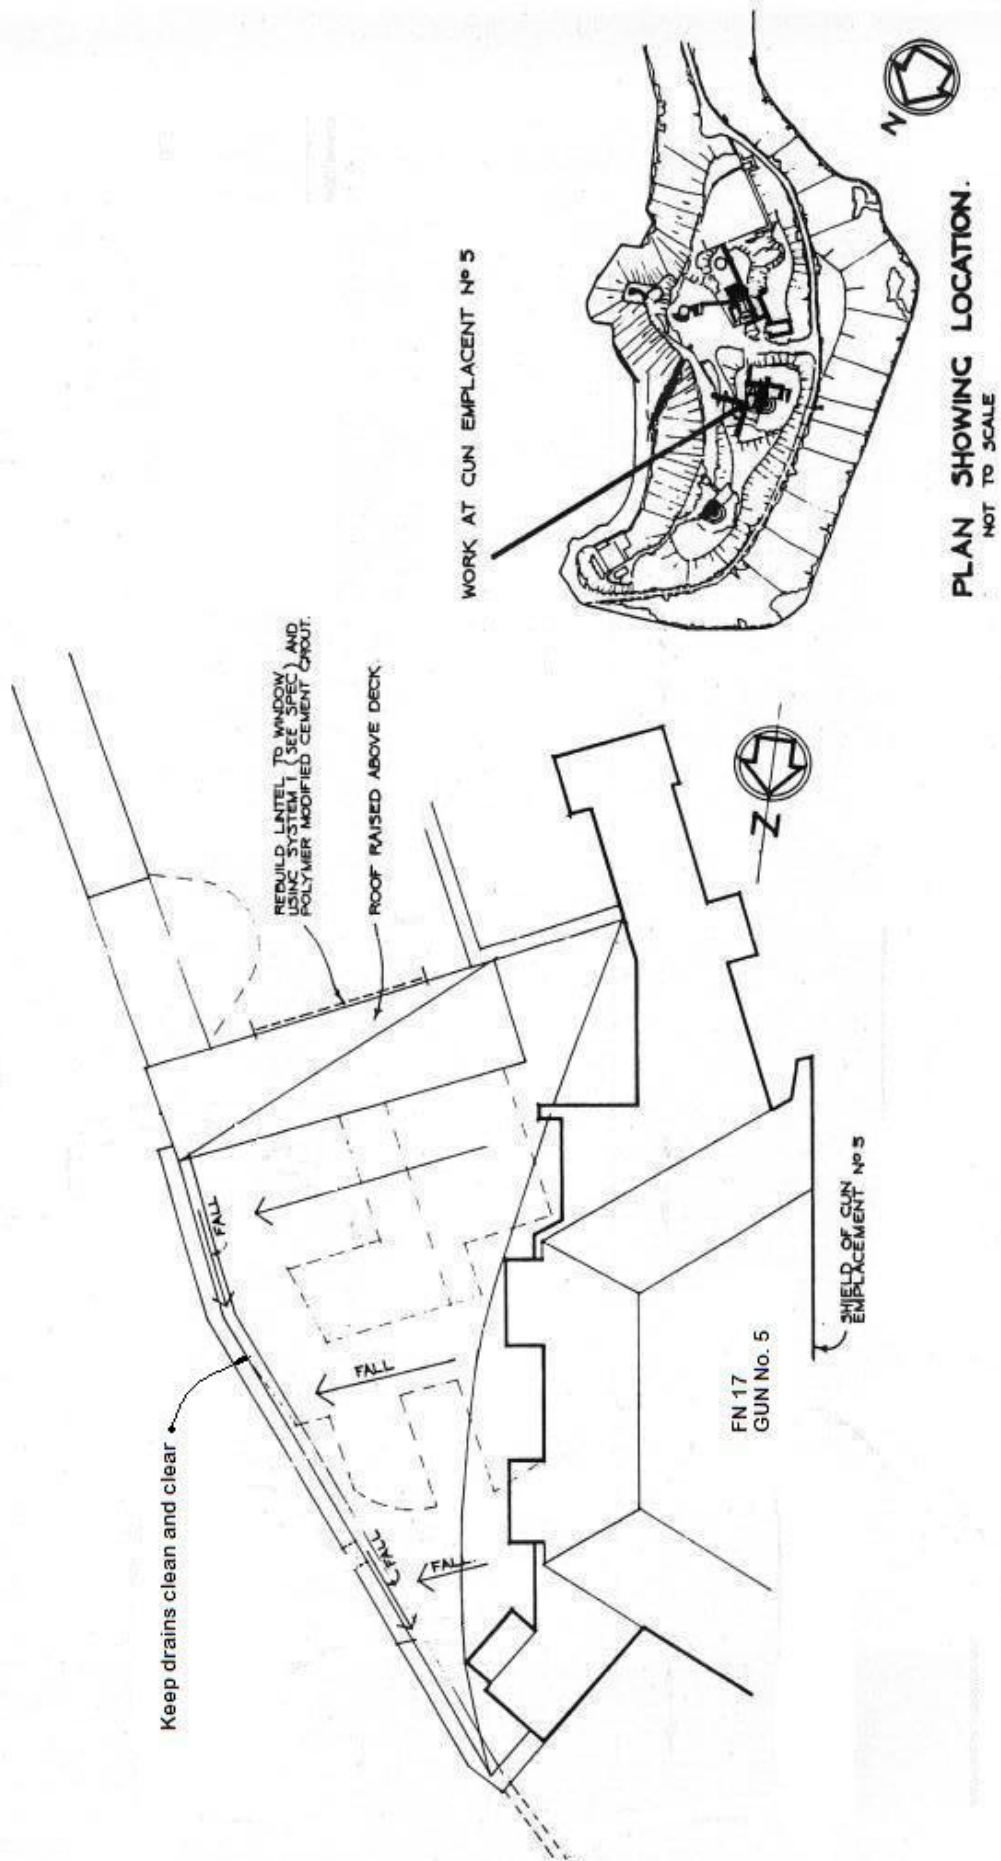 Keep drains clean and clear
FALL
FALL
FALL
FALL
REBUILD LINTEL TO WINDOW
USING SYSTEM 1 (SEE SPEC) AND
POLYMER MODIFIED CEMENT GROUT.
ROOF RAISED ABOVE DECK.
FN 17
GUN No. 5
SHIELD OF GUN
EMPLACEMENT Nº 5
N
WORK AT GUN EMPLACENT Nº 5
N
PLAN SHOWING LOCATION.
NOT TO SCALE